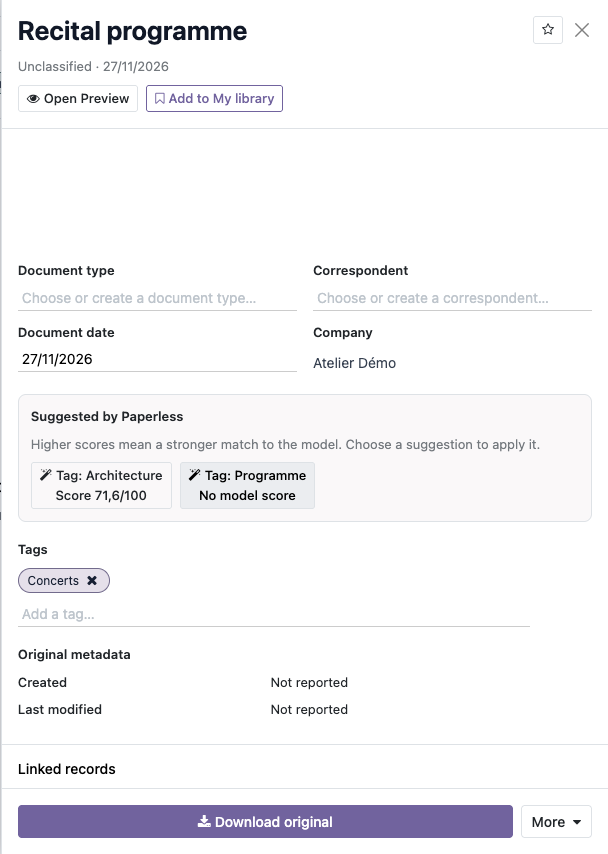 Recital programme
Unclassified · 27/11/2026
Open Preview
Add to My library
Document type
Correspondent
Choose or create a document type...
Choose or create a correspondent...
Document date
Company
27/11/2026
Atelier Démo
Suggested by Paperless
Higher scores mean a stronger match to the model. Choose a suggestion to apply it.
Tag: Architecture
Score 71,6/100
Tag: Programme
No model score
Tags
Concerts
Add a tag...
Original metadata
Created Not reported
Last modified Not reported
Linked records
Download original
More